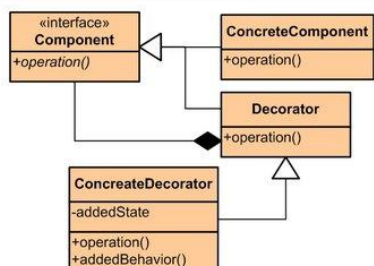 «interface»
Component
+operation()
ConcreteComponent
+operation()
Decorator
+operation()
ConcreateDecorator
-addedState
+operation()
+addedBehavior()